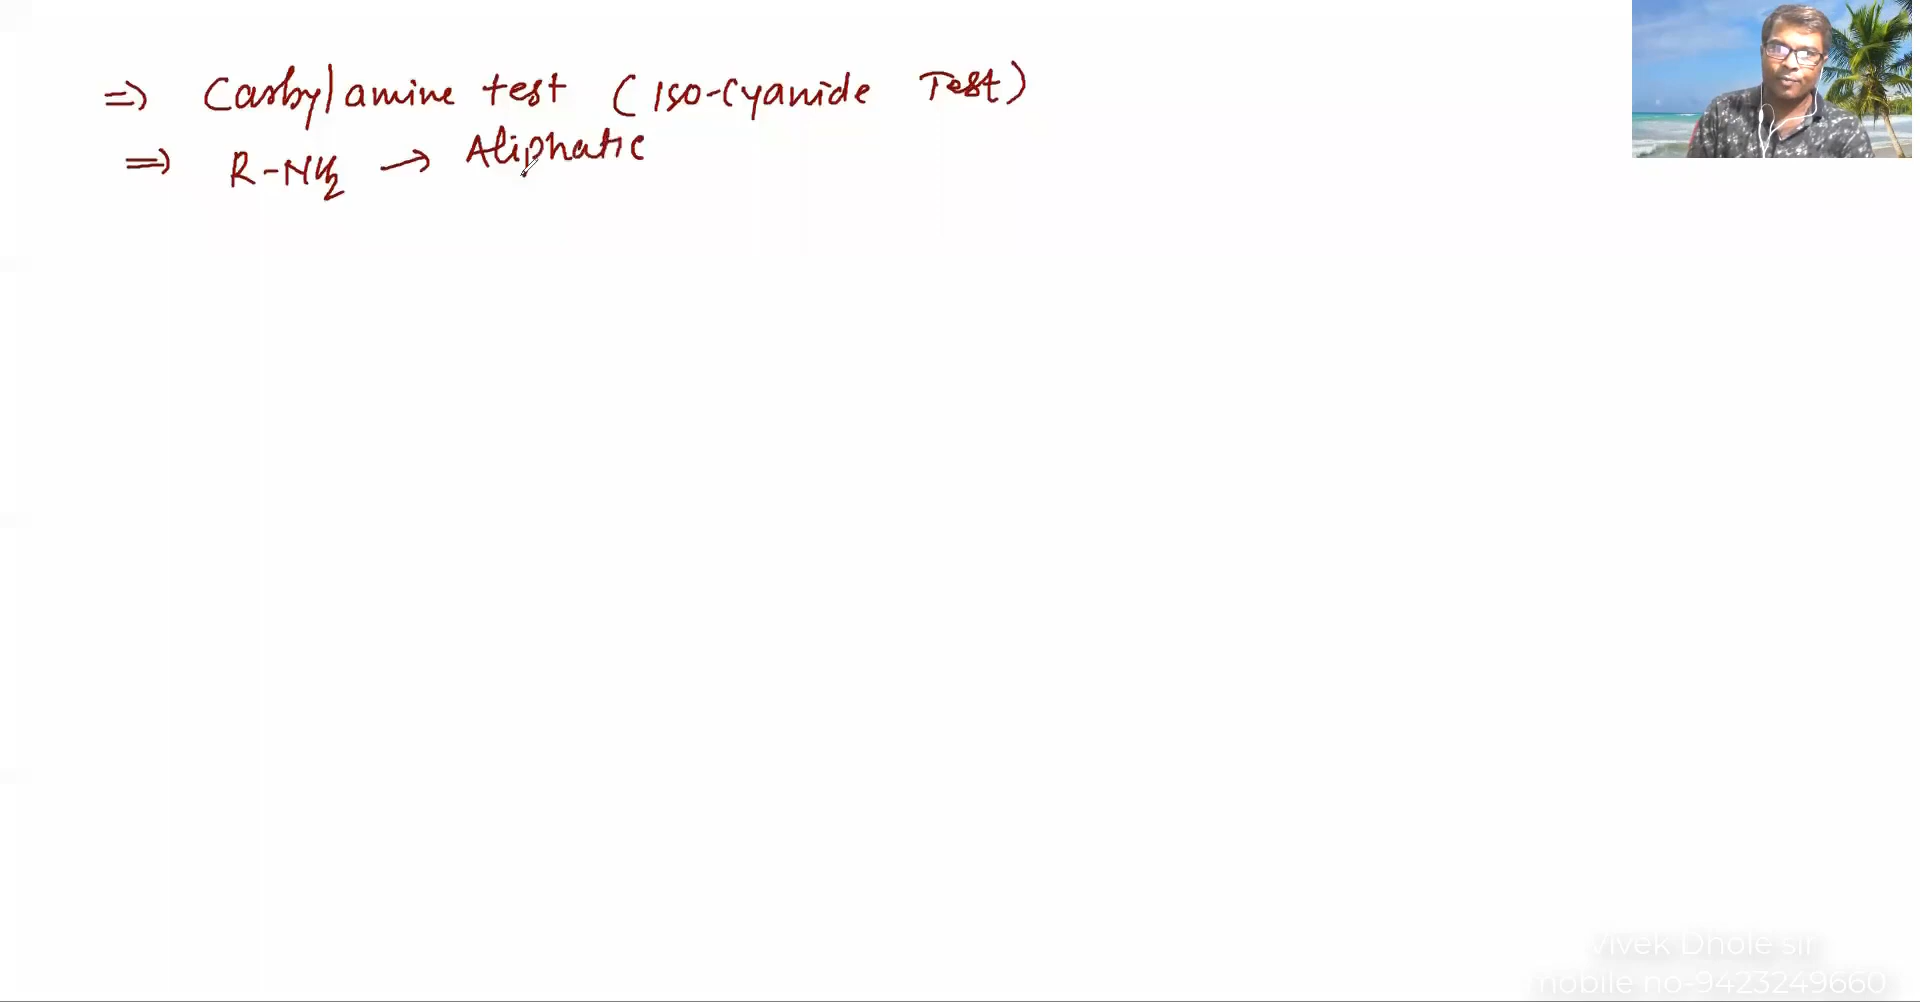 ⇒ Carbylamine test (Iso-Cyanide Test)
⇒ R-NH2 → Aliphatic
Vivek Dhole sir
mobile no-9423249660